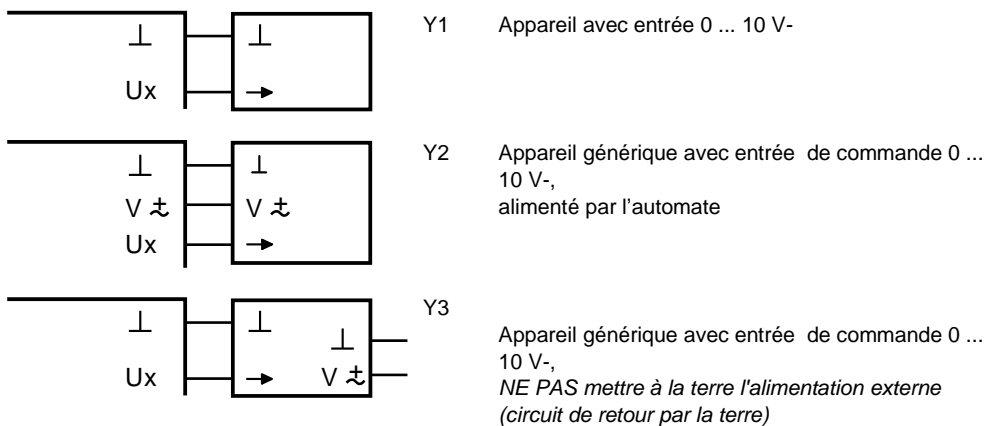 ⊥ ⊥ Y1 Appareil avec entrée 0 ... 10 V-
Ux →
⊥ ⊥ Y2 Appareil générique avec entrée de commande 0 ...
10 V-,
V ≂ V ≂ alimenté par l'automate
Ux →
Y3
⊥ ⊥ ⊥ Appareil générique avec entrée de commande 0 ...
10 V-,
Ux → V ≂ NE PAS mettre à la terre l'alimentation externe
(circuit de retour par la terre)